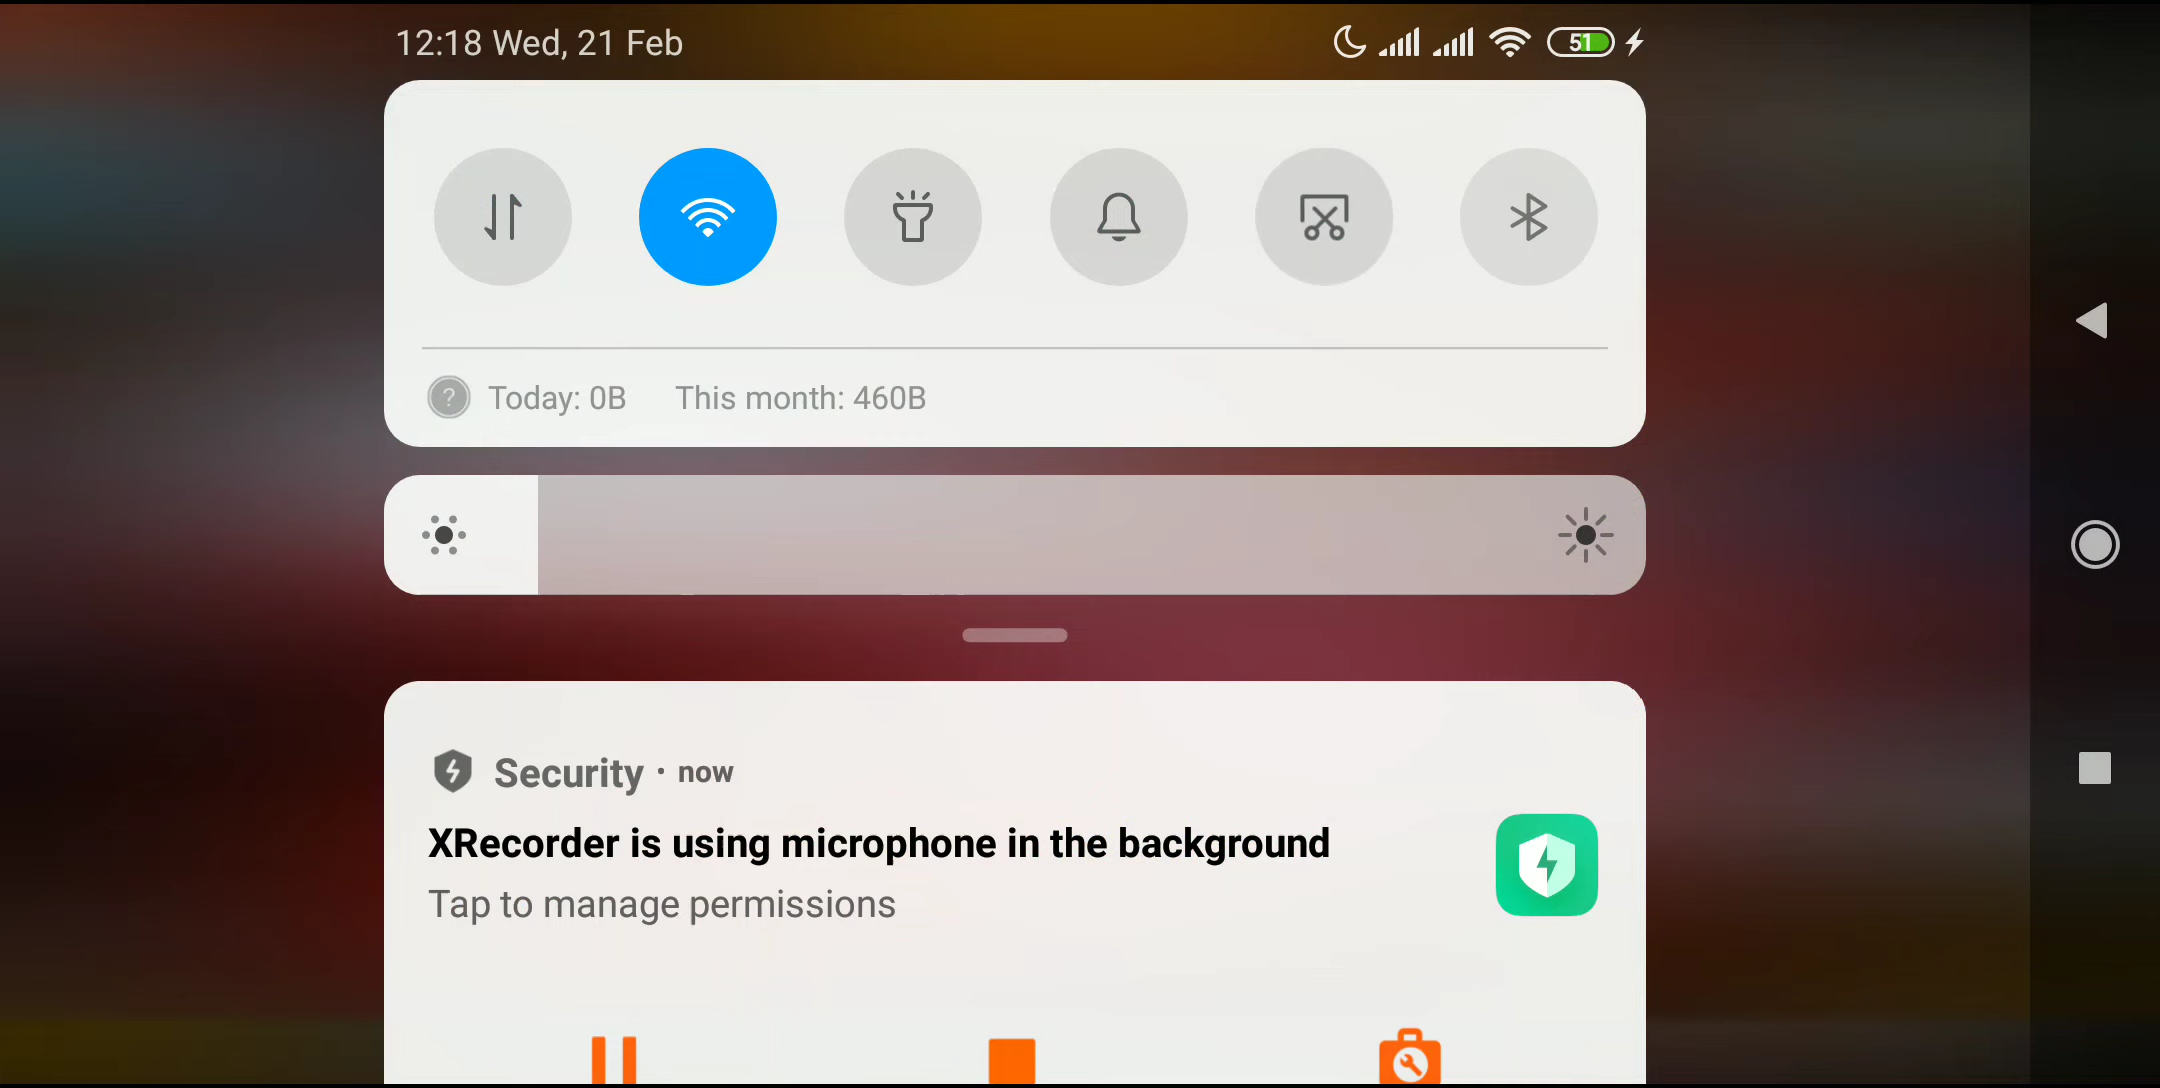 12:18 Wed, 21 Feb
51
? Today: 0B This month: 460B
Security · now
XRecorder is using microphone in the background
Tap to manage permissions